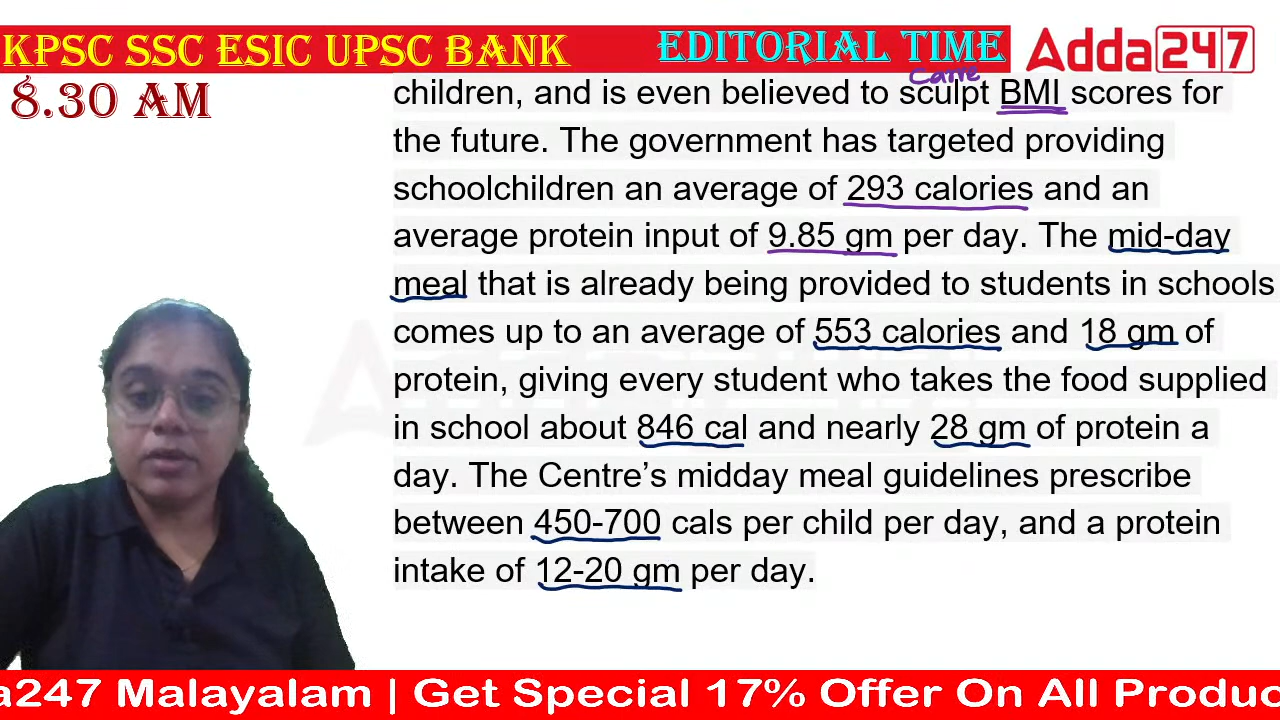 KPSC SSC ESIC UPSC BANK
EDITORIAL TIME
Adda247
8.30 AM
carve
children, and is even believed to sculpt BMI scores for
the future. The government has targeted providing
schoolchildren an average of 293 calories and an
average protein input of 9.85 gm per day. The mid-day
meal that is already being provided to students in schools
comes up to an average of 553 calories and 18 gm of
protein, giving every student who takes the food supplied
in school about 846 cal and nearly 28 gm of protein a
day. The Centre’s midday meal guidelines prescribe
between 450-700 cals per child per day, and a protein
intake of 12-20 gm per day.
a247 Malayalam | Get Special 17% Offer On All Produc